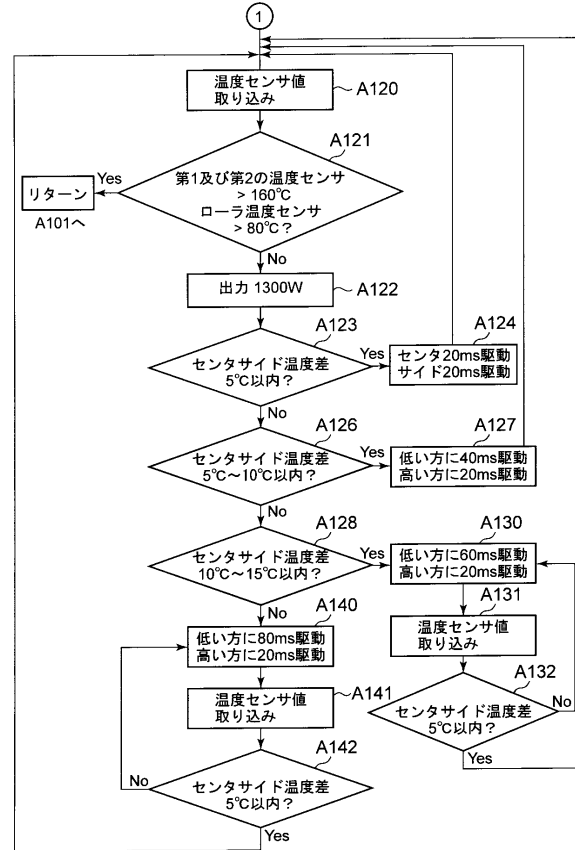 1
温度センサ値
取り込み
A120
A121
第1及び第2の温度センサ
> 160℃
ローラ温度センサ
> 80℃?
Yes
リターン
A101へ
No
出力 1300W
A122
A123
センタサイド温度差
5℃以内?
Yes
A124
センタ20ms駆動
サイド20ms駆動
No
A126
センタサイド温度差
5℃～10℃以内?
Yes
A127
低い方に40ms駆動
高い方に20ms駆動
No
A128
センタサイド温度差
10℃～15℃以内?
Yes
A130
低い方に60ms駆動
高い方に20ms駆動
No
A140
低い方に80ms駆動
高い方に20ms駆動
A131
温度センサ値
取り込み
A141
温度センサ値
取り込み
A132
センタサイド温度差
5℃以内?
No
Yes
A142
センタサイド温度差
5℃以内?
No
Yes